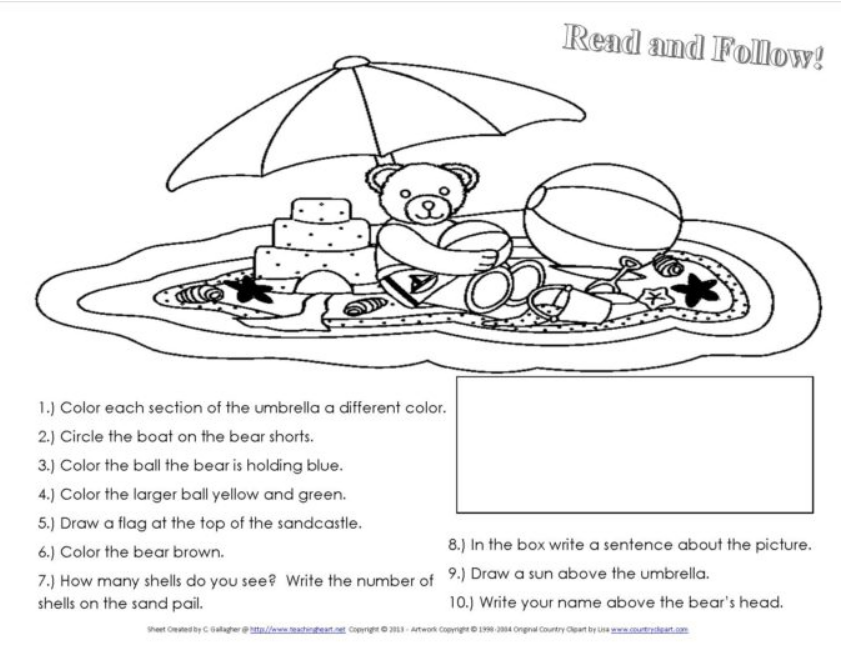 Read and Follow!
1.) Color each section of the umbrella a different color.
2.) Circle the boat on the bear shorts.
3.) Color the ball the bear is holding blue.
4.) Color the larger ball yellow and green.
5.) Draw a flag at the top of the sandcastle.
6.) Color the bear brown.
7.) How many shells do you see? Write the number of
shells on the sand pail.
8.) In the box write a sentence about the picture.
9.) Draw a sun above the umbrella.
10.) Write your name above the bear's head.
Sheet Created by C. Gallagher @ http://www.teachingheart.net Copyright © 2013 - Artwork Copyright © 1998-2004 Original Country Clipart by Lisa www.countryclipart.com